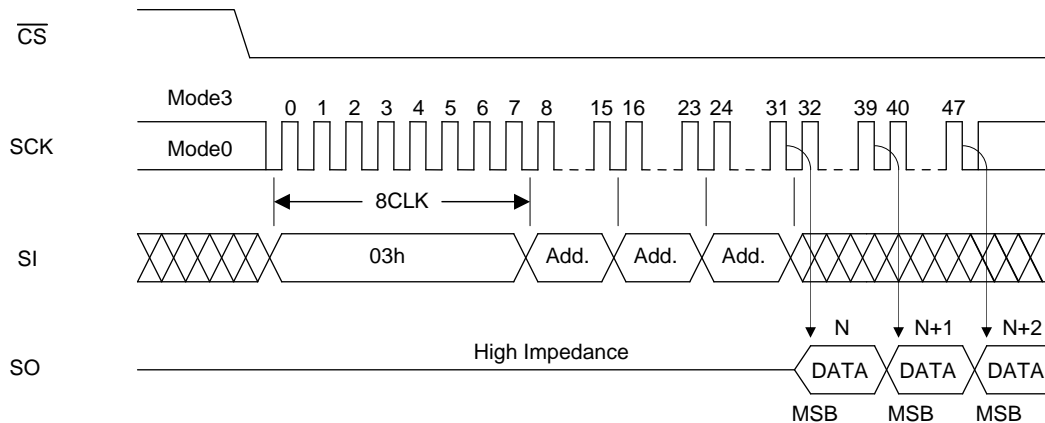 CS
Mode3
0 1 2 3 4 5 6 7 8 15 16 23 24 31 32 39 40 47
SCK
Mode0
8CLK
SI
03h Add. Add. Add.
N N+1 N+2
High Impedance
SO
DATA DATA DATA
MSB MSB MSB